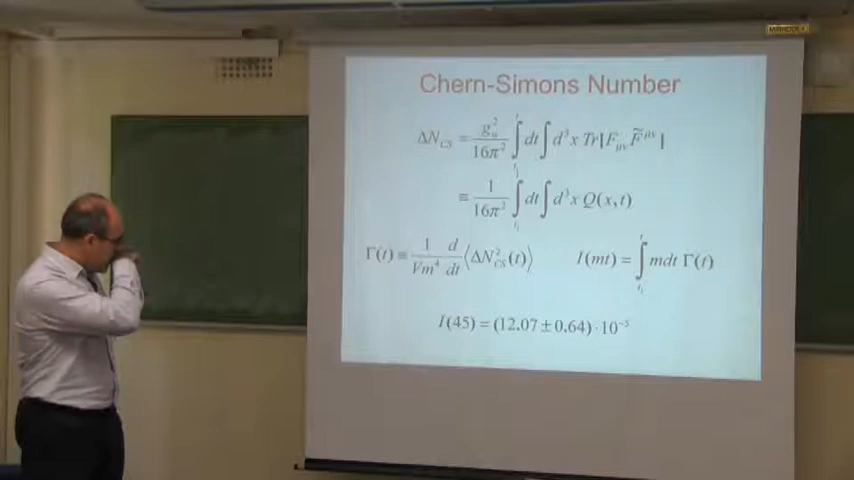 Chern-Simons Number
ΔN_CS = g_w²/16π² ∫_{t_i}^{t} dt ∫ d³x Tr[F_μν F̃^μν]
≡ 1/16π² ∫_{t_i}^{t} dt ∫ d³x Q(x,t)
Γ(t) ≡ 1/Vm⁴ d/dt ⟨ΔN²_CS(t)⟩ I(mt) = ∫_{t_i}^{t} mdt Γ(t)
I(45) = (12.07 ± 0.64) · 10⁻⁵